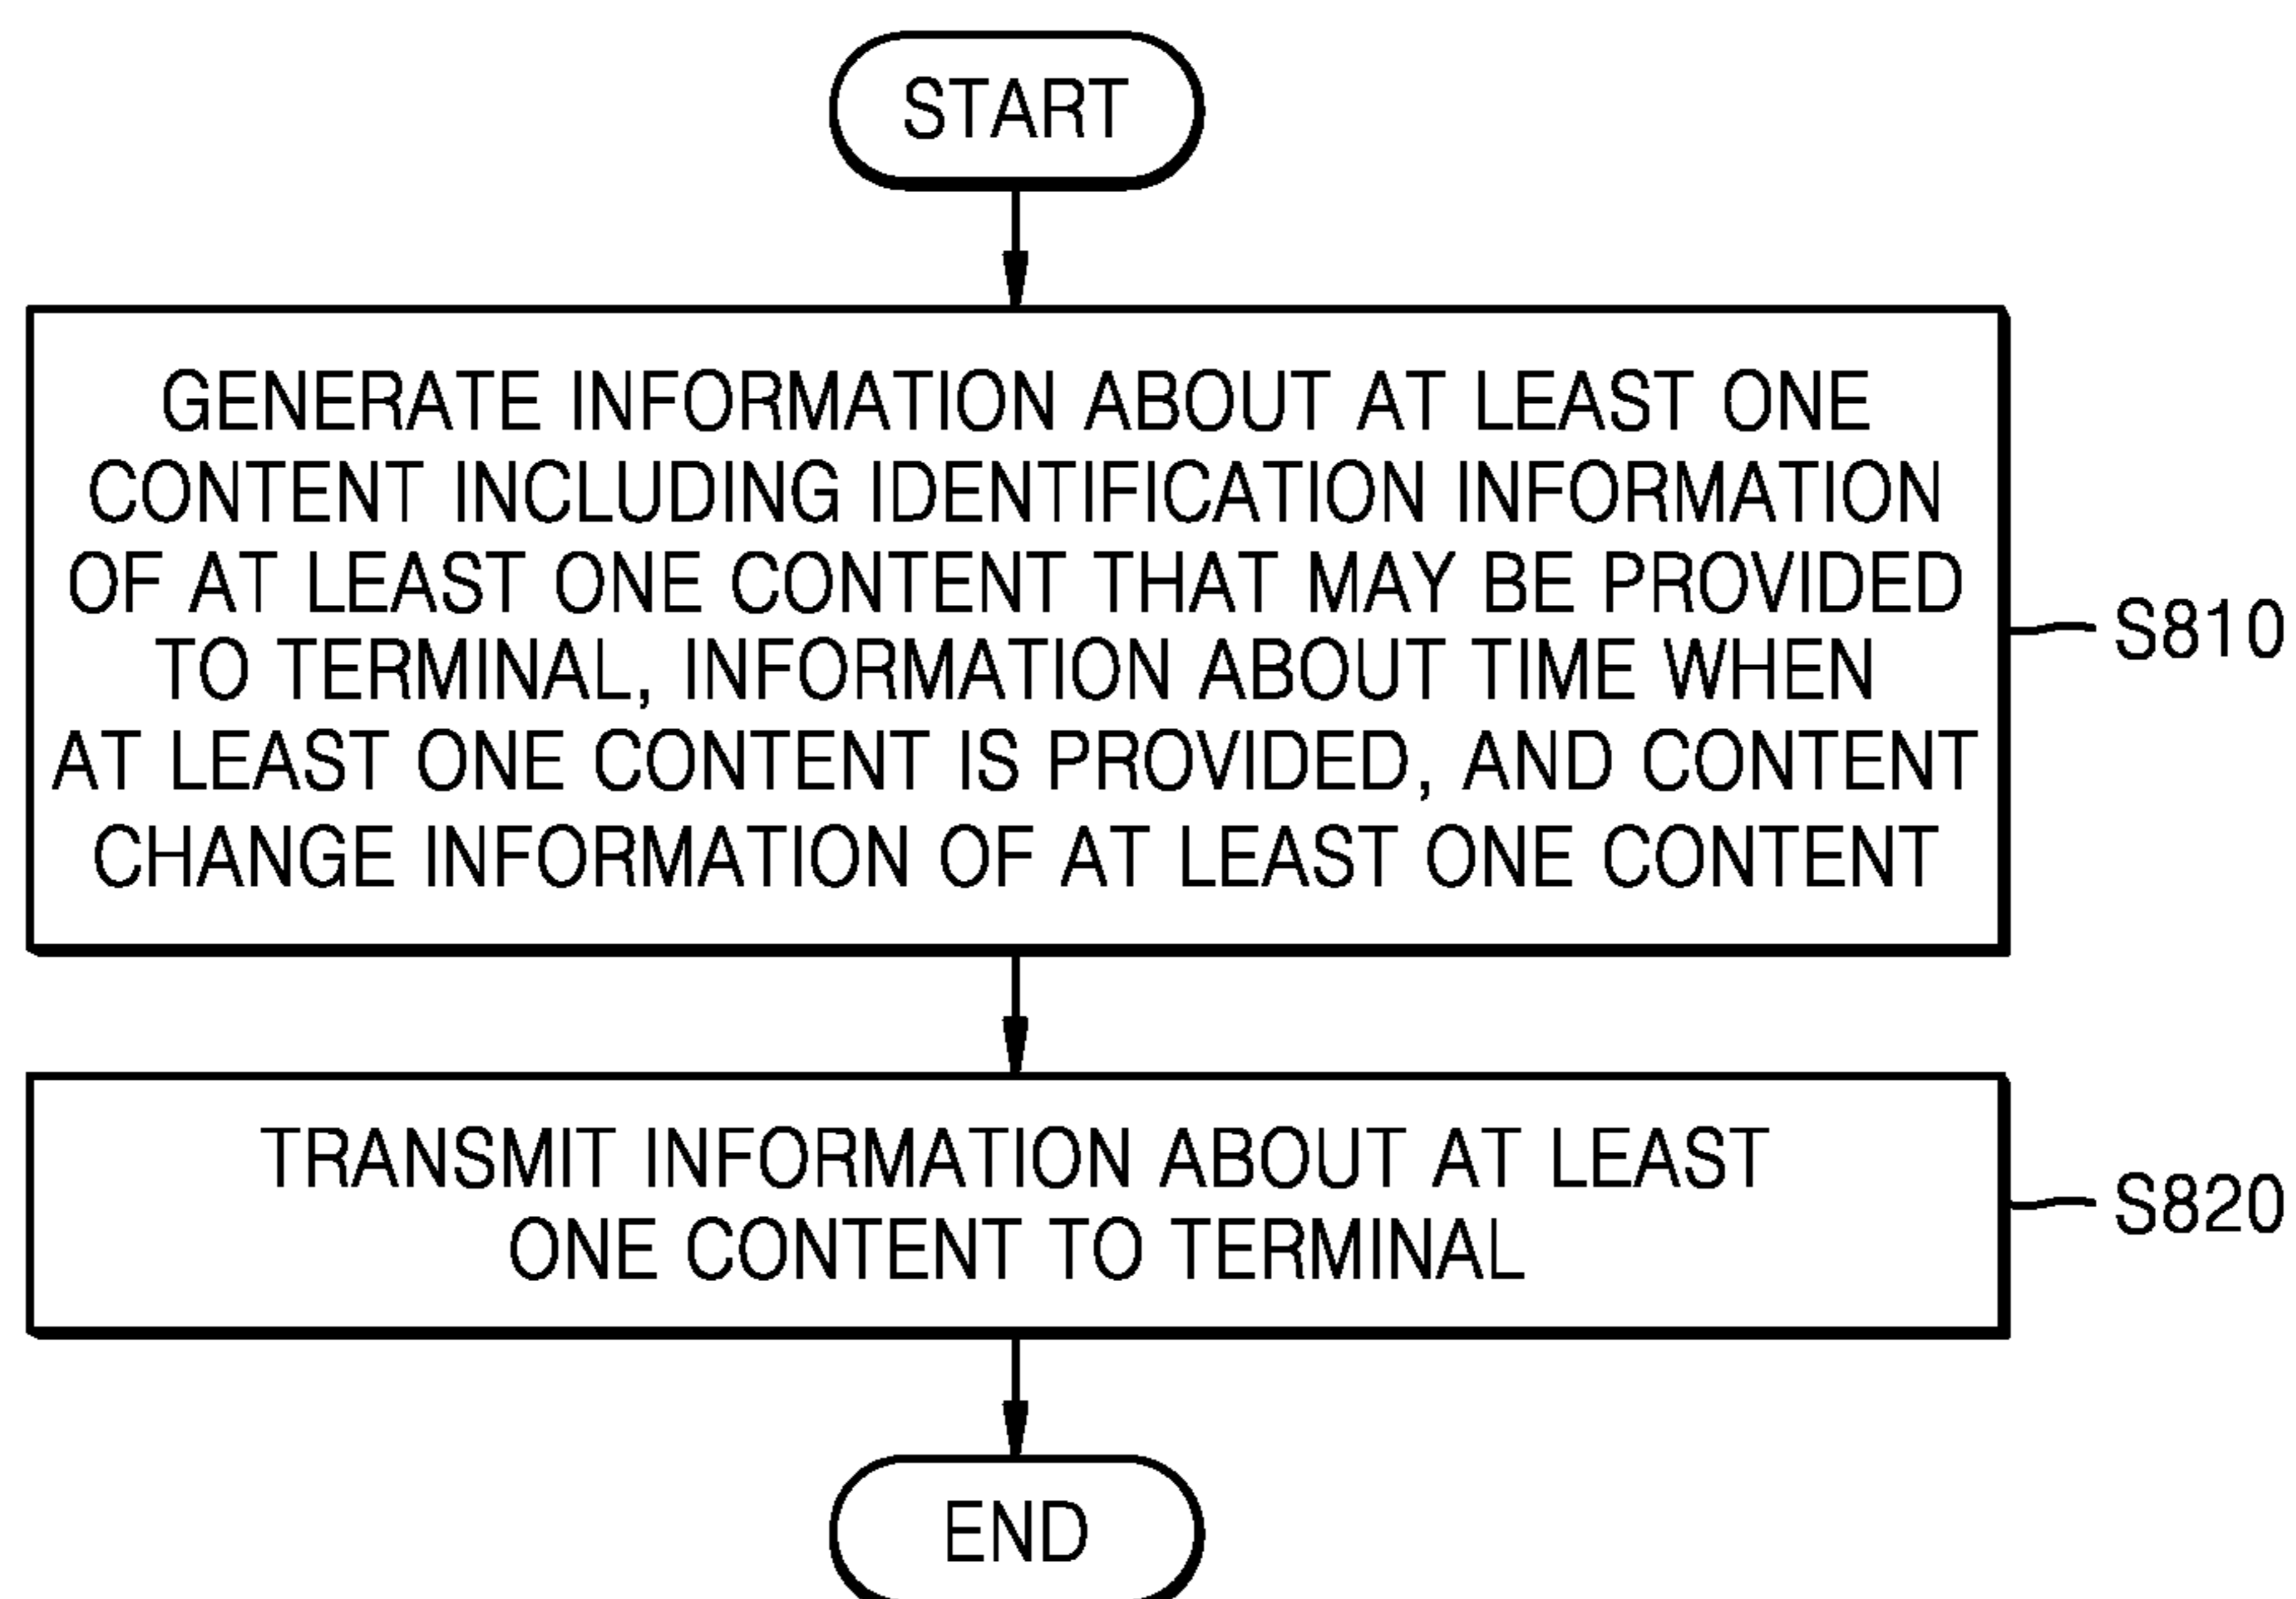 START
GENERATE INFORMATION ABOUT AT LEAST ONE
CONTENT INCLUDING IDENTIFICATION INFORMATION
OF AT LEAST ONE CONTENT THAT MAY BE PROVIDED
TO TERMINAL, INFORMATION ABOUT TIME WHEN
AT LEAST ONE CONTENT IS PROVIDED, AND CONTENT
CHANGE INFORMATION OF AT LEAST ONE CONTENT
S810
TRANSMIT INFORMATION ABOUT AT LEAST
ONE CONTENT TO TERMINAL
S820
END